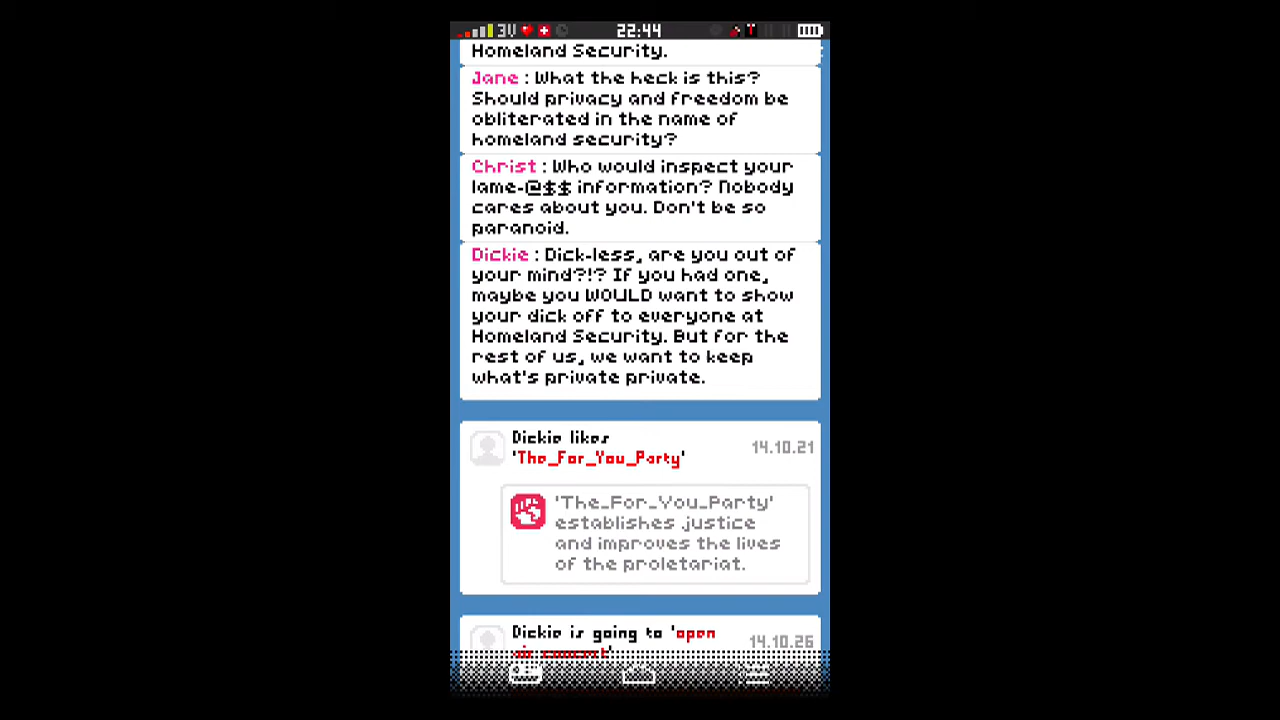 3V 22:44
Homeland Security.
Jane : What the heck is this?
Should privacy and freedom be
obliterated in the name of
homeland security?
Christ : Who would inspect your
lame-@$$ information? Nobody
cares about you. Don't be so
paranoid.
Dickie : Dick-less, are you out of
your mind?!? If you had one,
maybe you WOULD want to show
your dick off to everyone at
Homeland Security. But for the
rest of us, we want to keep
what's private private.
Dickie likes
'The_For_You_Party'
14.10.21
'The_For_You_Party'
establishes justice
and improves the lives
of the proletariat.
Dickie is going to 'open
air concert'
14.10.26